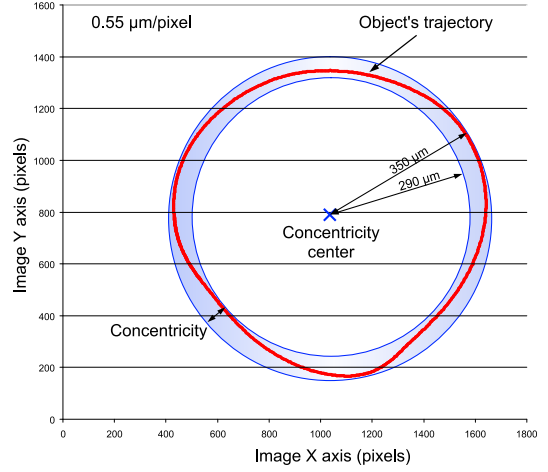 0.55 µm/pixel
Object's trajectory
350 µm
290 µm
Concentricity
center
Concentricity
Image Y axis (pixels)
1600
1400
1200
1000
800
600
400
200
0
0 200 400 600 800 1000 1200 1400 1600 1800
Image X axis (pixels)